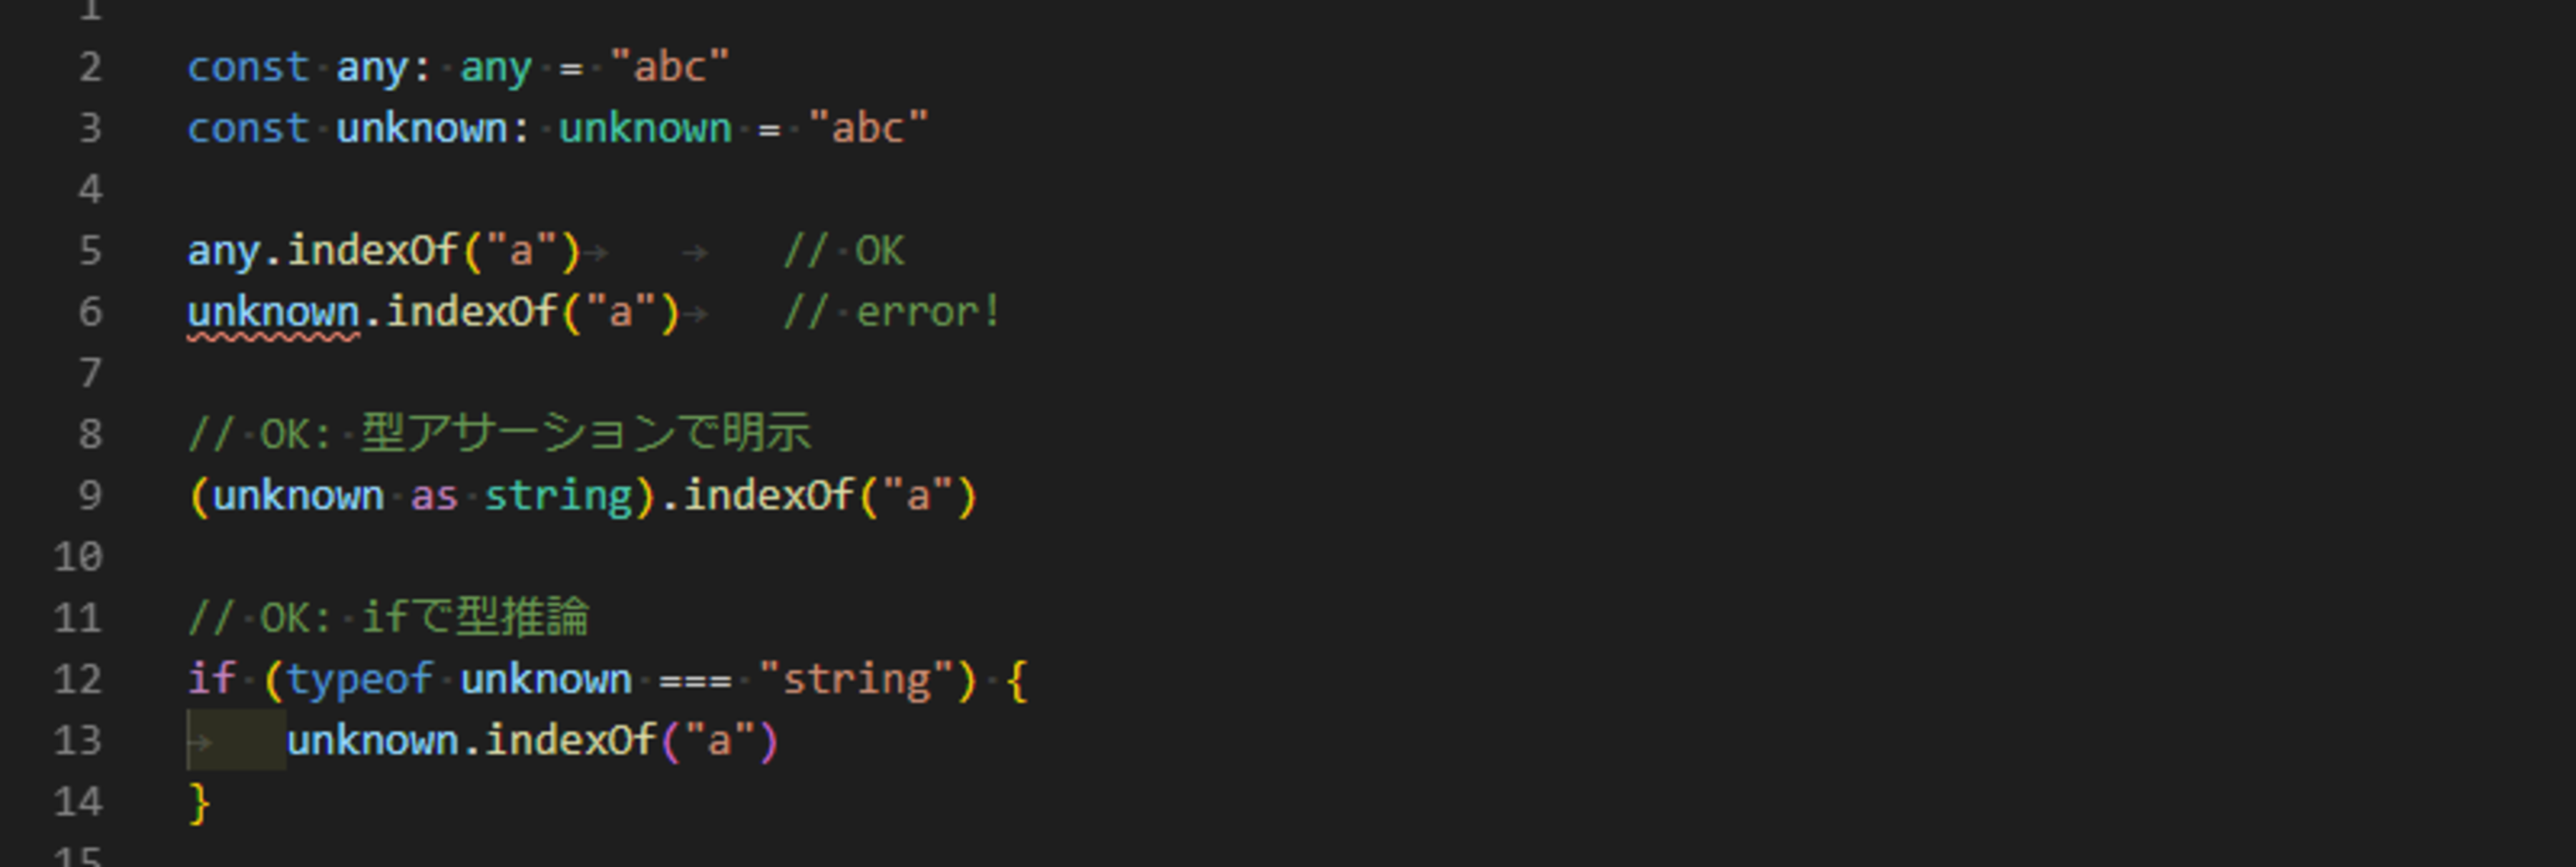 1
2 const any: any = "abc"
3 const unknown: unknown = "abc"
4
5 any.indexOf("a") // OK
6 unknown.indexOf("a") // error!
7
8 // OK: 型アサーションで明示
9 (unknown as string).indexOf("a")
10
11 // OK: ifで型推論
12 if (typeof unknown === "string") {
13 unknown.indexOf("a")
14 }
15